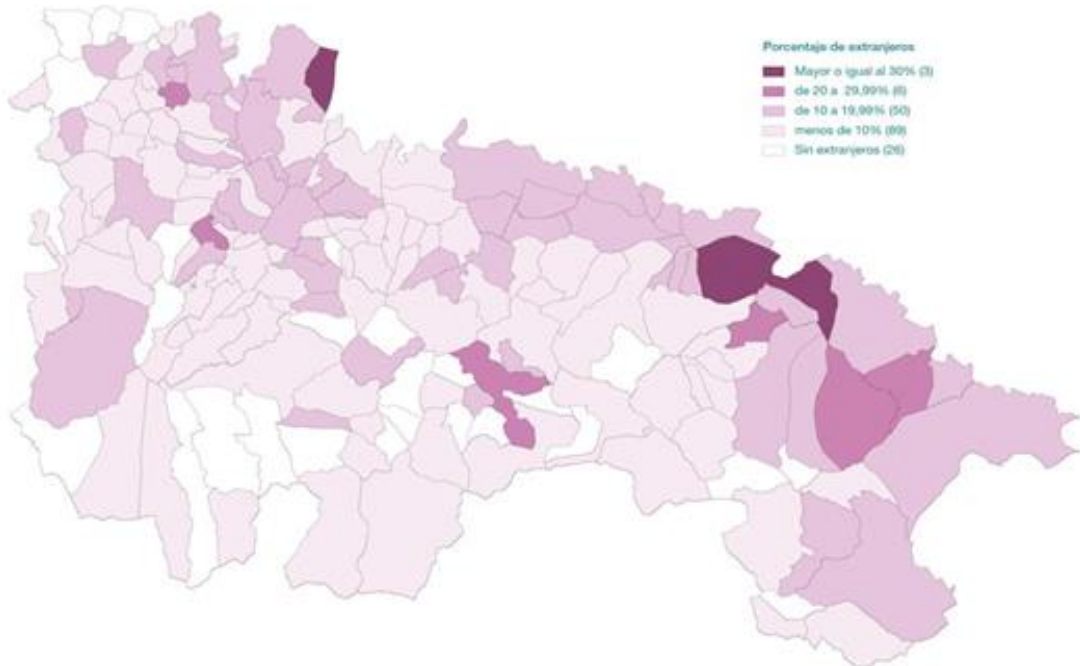 Porcentaje de extranjeros
Mayor o igual al 30% (3)
de 20 a 29,99% (6)
de 10 a 19,99% (50)
menos de 10% (89)
Sin extranjeros (26)